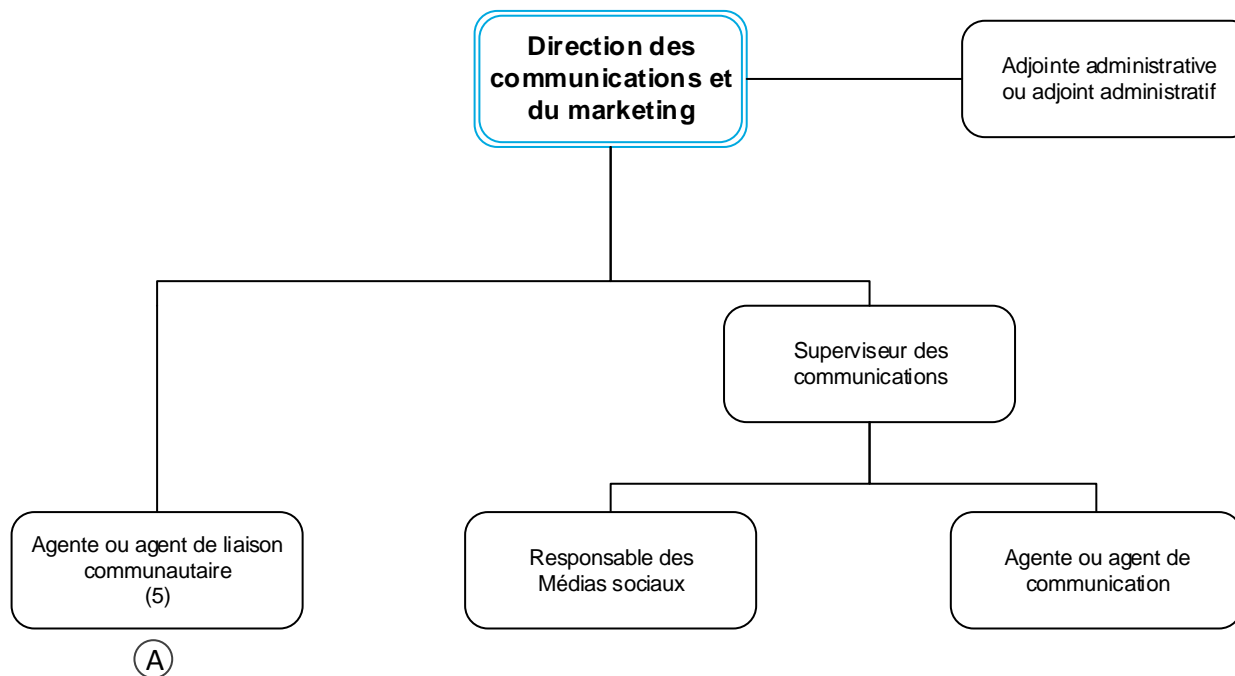 Direction des
communications et
du marketing
Adjointe administrative
ou adjoint administratif
Superviseur des
communications
Agente ou agent de liaison
communautaire
(5)
Responsable des
Médias sociaux
Agente ou agent de
communication
A